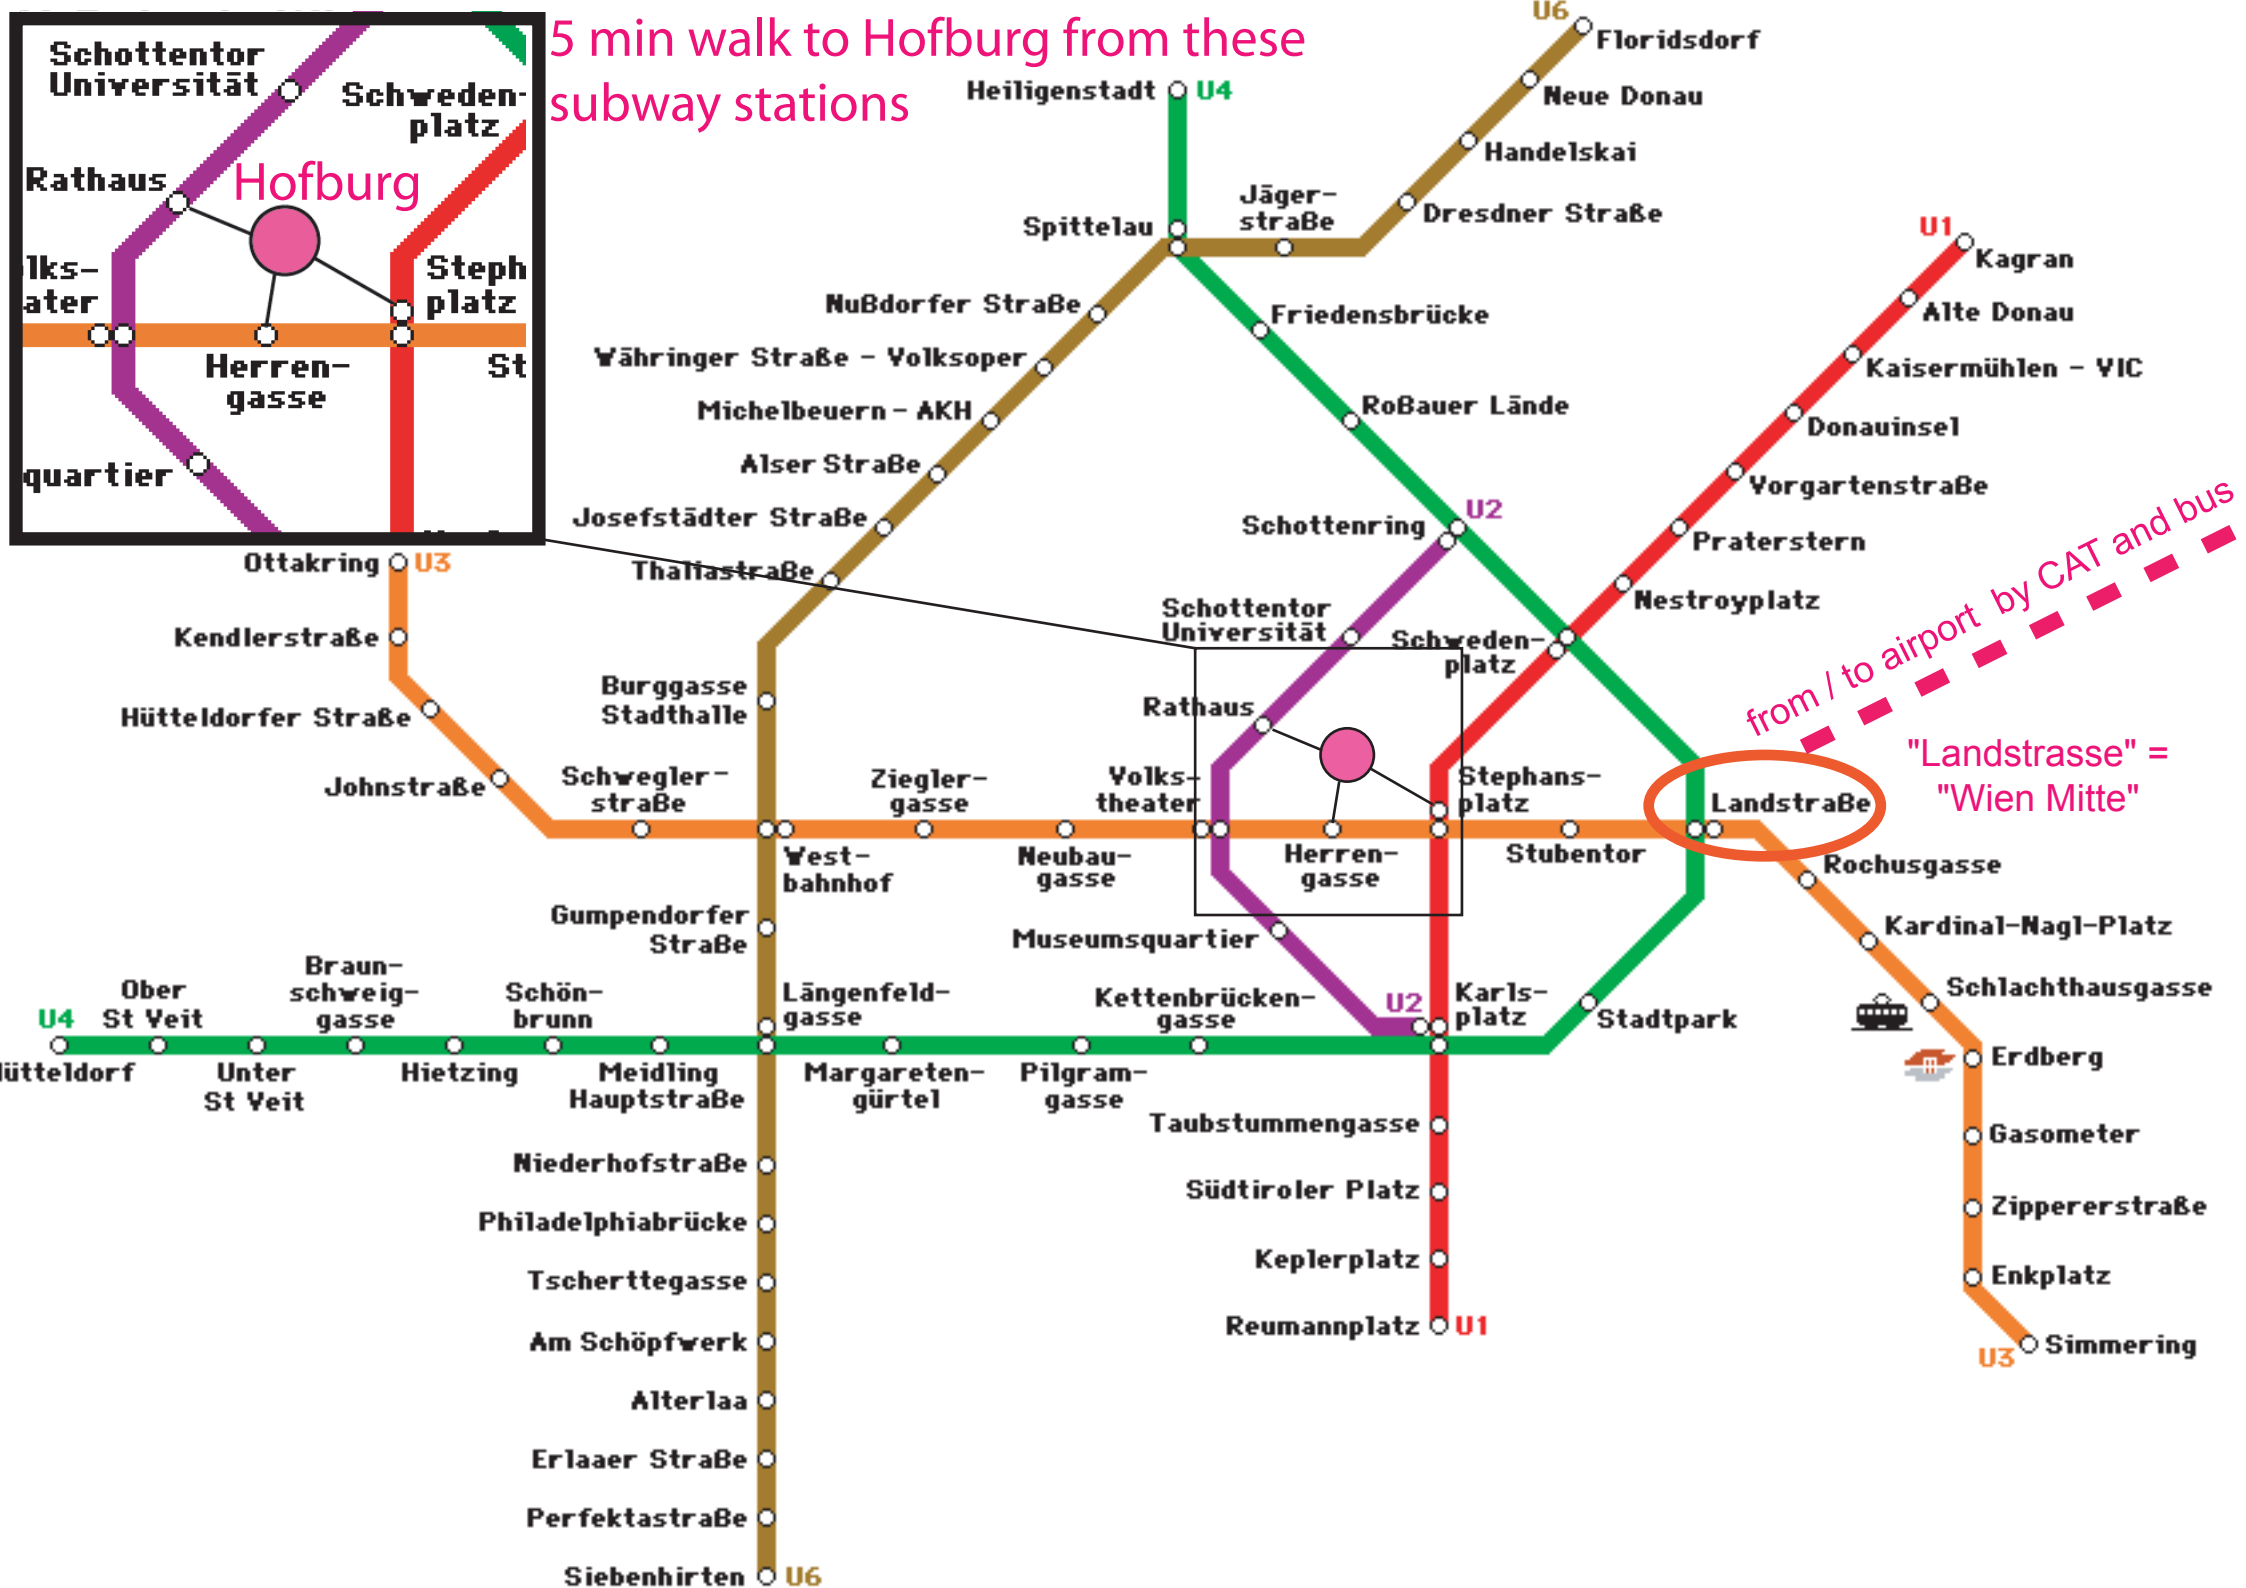 5 min walk to Hofburg from these
subway stations
Schottentor
Universität
Schweden-
platz
Rathaus
Hofburg
lks-
ater
Steph
platz
Herren-
gasse
St
quartier
U6
Floridsdorf
Neue Donau
Handelskai
Dresdner Straße
Jäger-
straße
Heiligenstadt
U4
Spittelau
U1
Kagran
Alte Donau
Kaisermühlen - VIC
Donauinsel
Vorgartenstraße
Praterstern
Nestroyplatz
Nußdorfer Straße
Währinger Straße - Volksoper
Michelbeuern - AKH
Alser Straße
Josefstädter Straße
Thaliastraße
Friedensbrücke
Roßauer Lände
U2
Schottenring
Schottentor
Universität
Schweden-
platz
Rathaus
from / to airport by CAT and bus
"Landstrasse" =
"Wien Mitte"
Ottakring
U3
Kendlerstraße
Hütteldorfer Straße
Johnstraße
Burggasse
Stadthalle
Schwegler-
straße
Ziegler-
gasse
Volks-
theater
Stephans-
platz
Landstraße
West-
bahnhof
Neubau-
gasse
Herren-
gasse
Stubentor
Rochusgasse
Kardinal-Nagl-Platz
Schlachthausgasse
Erdberg
Gasometer
Zippererstraße
Enkplatz
Simmering
U3
Gumpendorfer
Straße
Museumsquartier
U4
Ober
St Veit
Braun-
schweig-
gasse
Schön-
brunn
Längenfeld-
gasse
Kettenbrücken-
gasse
U2
Karls-
platz
Stadtpark
ütteldorf
Unter
St Veit
Hietzing
Meidling
Hauptstraße
Margareten-
gürtel
Pilgram-
gasse
Taubstummengasse
Südtiroler Platz
Keplerplatz
Reumannplatz
U1
Niederhofstraße
Philadelphiabrücke
Tscherttegasse
Am Schöpfwerk
Alterlaa
Erlaaer Straße
Perfektastraße
Siebenhirten
U6